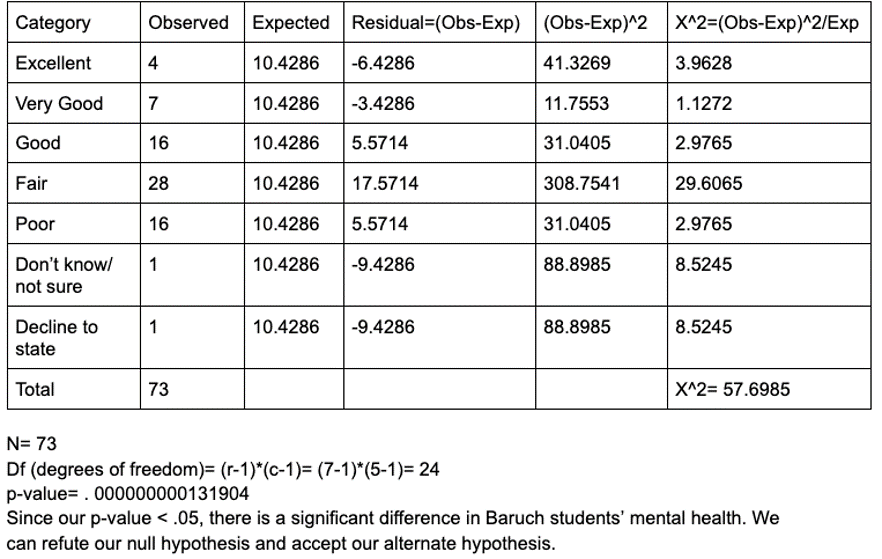 Category Observed Expected Residual=(Obs-Exp) (Obs-Exp)^2 X^2=(Obs-Exp)^2/Exp
Excellent 4 10.4286 -6.4286 41.3269 3.9628
Very Good 7 10.4286 -3.4286 11.7553 1.1272
Good 16 10.4286 5.5714 31.0405 2.9765
Fair 28 10.4286 17.5714 308.7541 29.6065
Poor 16 10.4286 5.5714 31.0405 2.9765
Don't know/ 1 10.4286 -9.4286 88.8985 8.5245
not sure
Decline to 1 10.4286 -9.4286 88.8985 8.5245
state
Total 73 X^2= 57.6985
N= 73
Df (degrees of freedom)= (r-1)*(c-1)= (7-1)*(5-1)= 24
p-value= . 000000000131904
Since our p-value < .05, there is a significant difference in Baruch students' mental health. We
can refute our null hypothesis and accept our alternate hypothesis.